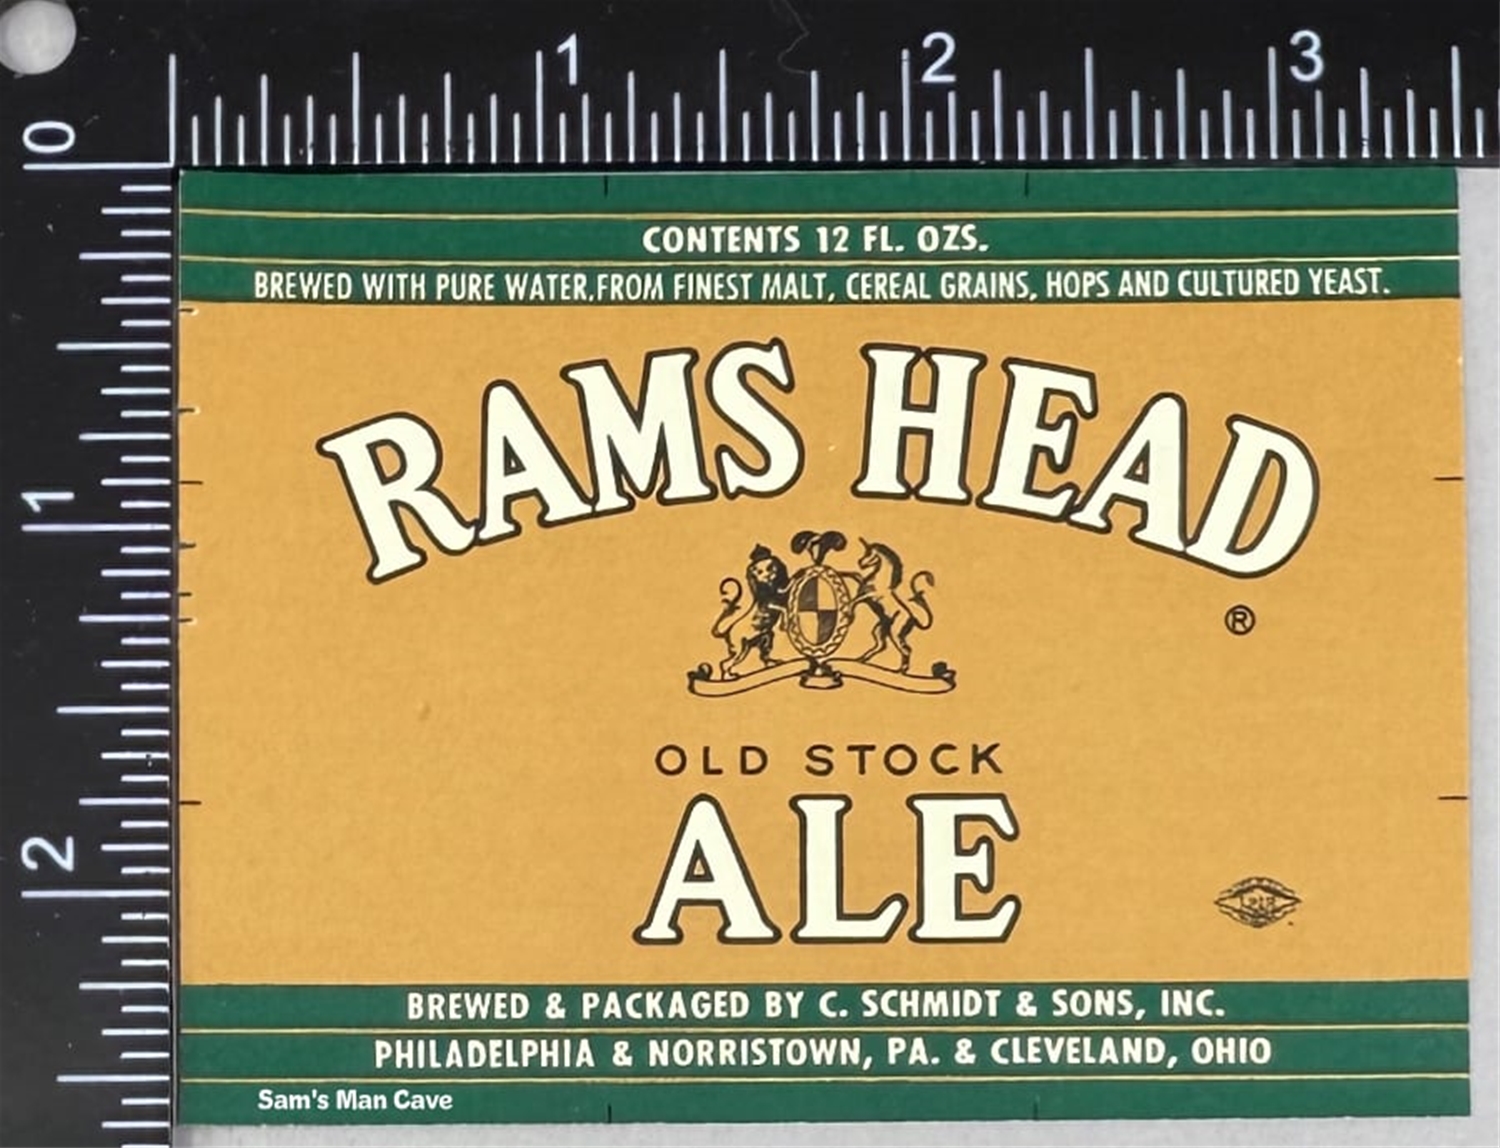 1 2 3
0
CONTENTS 12 FL. OZS.
BREWED WITH PURE WATER,FROM FINEST MALT, CEREAL GRAINS, HOPS AND CULTURED YEAST.
RAMS HEAD
®
1
OLD STOCK
ALE
2
BREWED & PACKAGED BY C. SCHMIDT & SONS, INC.
PHILADELPHIA & NORRISTOWN, PA. & CLEVELAND, OHIO
Sam's Man Cave